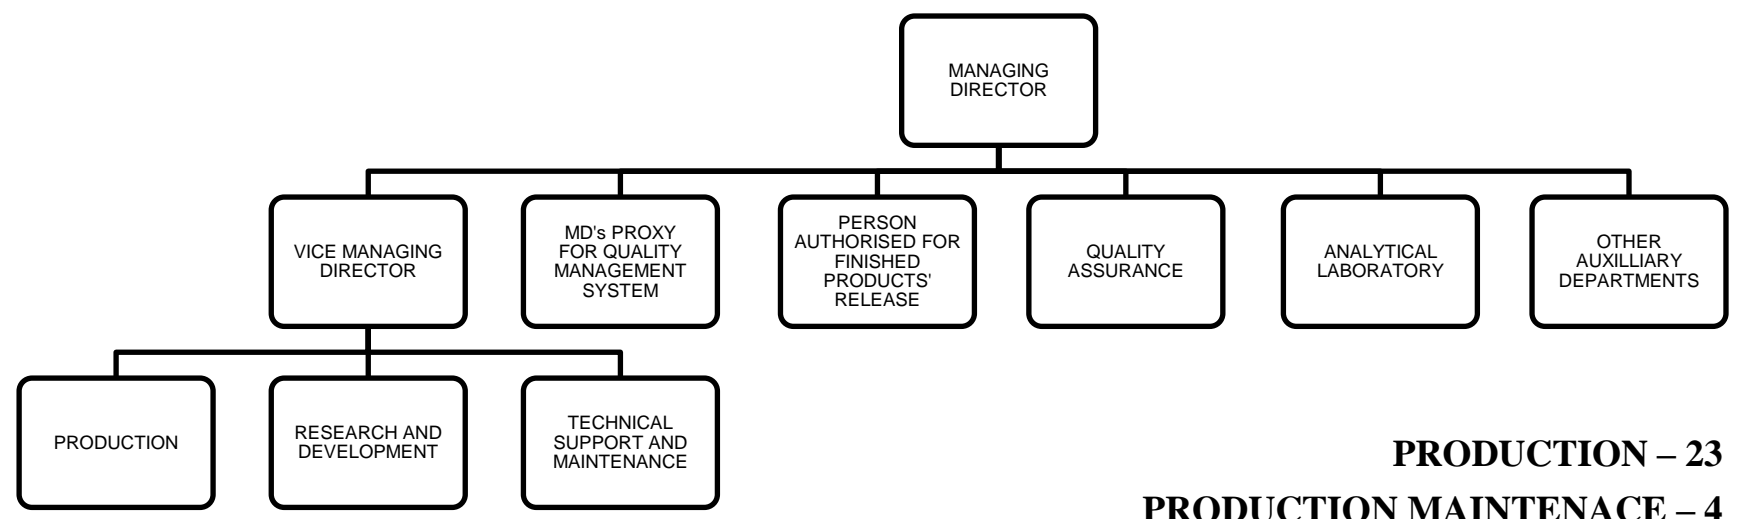 MANAGING
DIRECTOR
VICE MANAGING
DIRECTOR
MD's PROXY
FOR QUALITY
MANAGEMENT
SYSTEM
PERSON
AUTHORISED FOR
FINISHED
PRODUCTS'
RELEASE
QUALITY
ASSURANCE
ANALYTICAL
LABORATORY
OTHER
AUXILLIARY
DEPARTMENTS
PRODUCTION
RESEARCH AND
DEVELOPMENT
TECHNICAL
SUPPORT AND
MAINTENANCE
PRODUCTION – 23
PRODUCTION MAINTENACE – 4